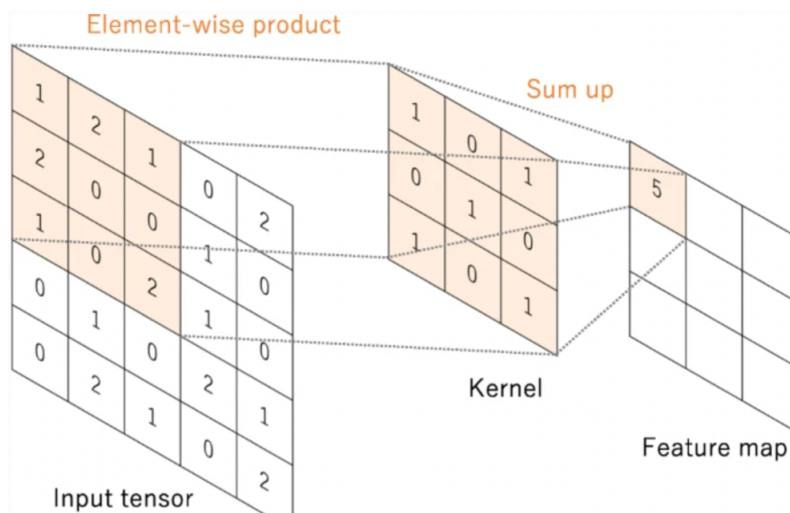 Element-wise product
Sum up
1 2 1 0 2
2 0 0 1 0
1 0 2 1 0
0 1 0 2 1
0 2 1 0 2
1 0 1
0 1 0
1 0 1
5
Kernel
Feature map
Input tensor